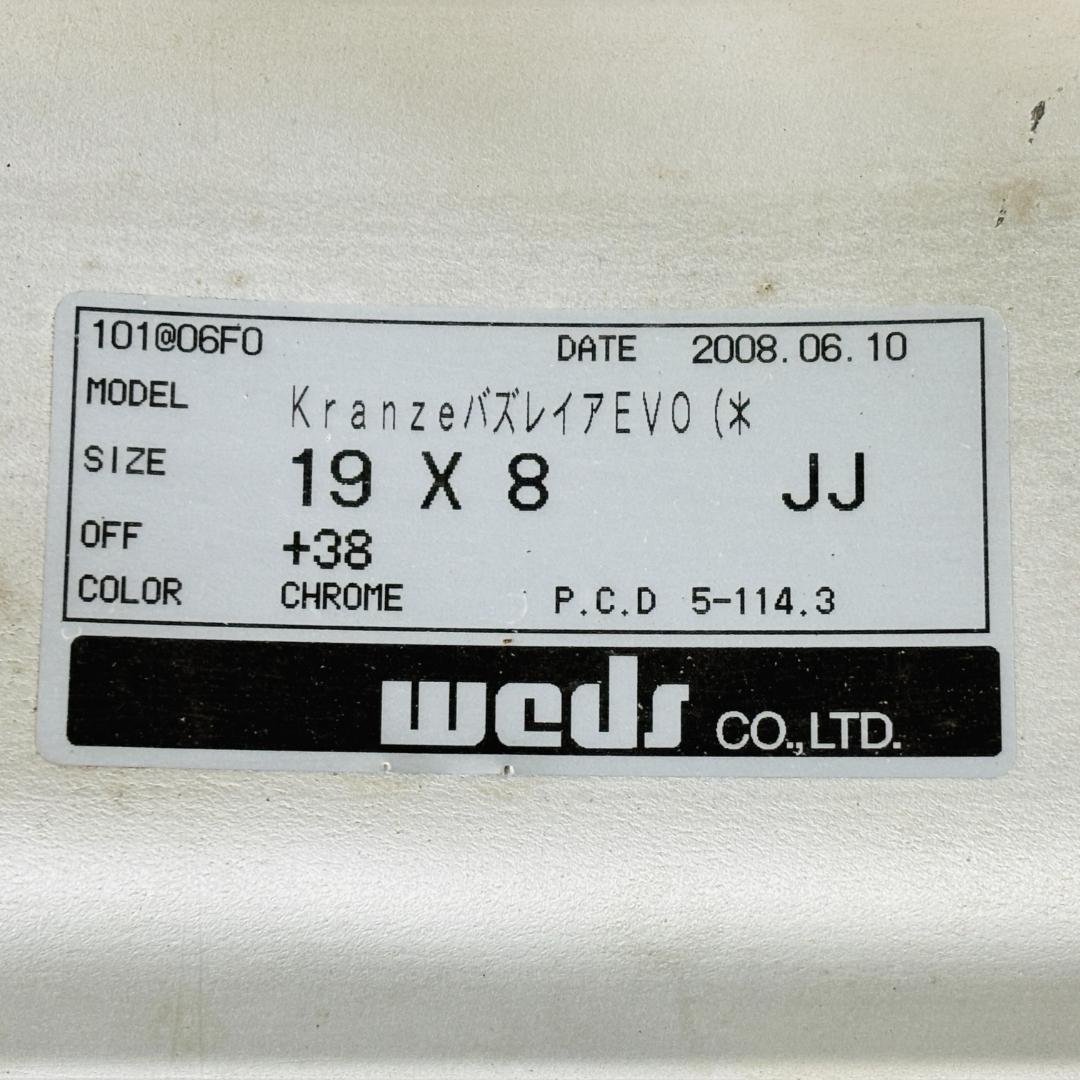 101@06F0 DATE 2008.06.10
MODEL KranzeバズレイアEVO (*
SIZE 19 X 8 JJ
OFF +38
COLOR CHROME P.C.D 5-114.3
weds CO.,LTD.